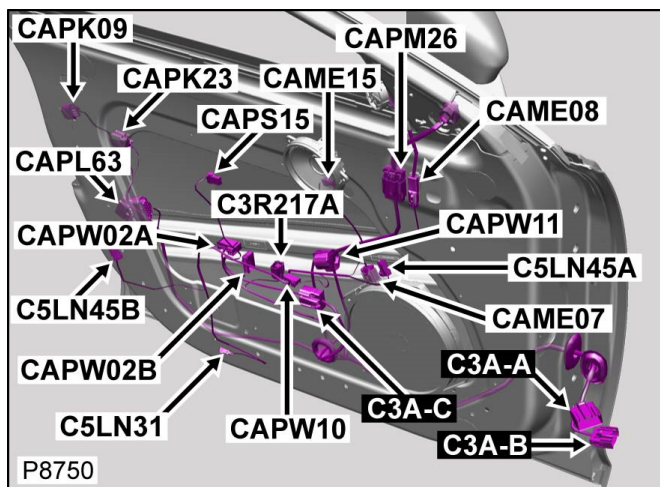 CAPK09
CAPM26
CAPK23
CAME15
CAPS15
CAME08
CAPL63
C3R217A
CAPW02A
CAPW11
C5LN45A
C5LN45B
CAME07
CAPW02B
C3A-A
C5LN31
CAPW10
C3A-C
C3A-B
P8750